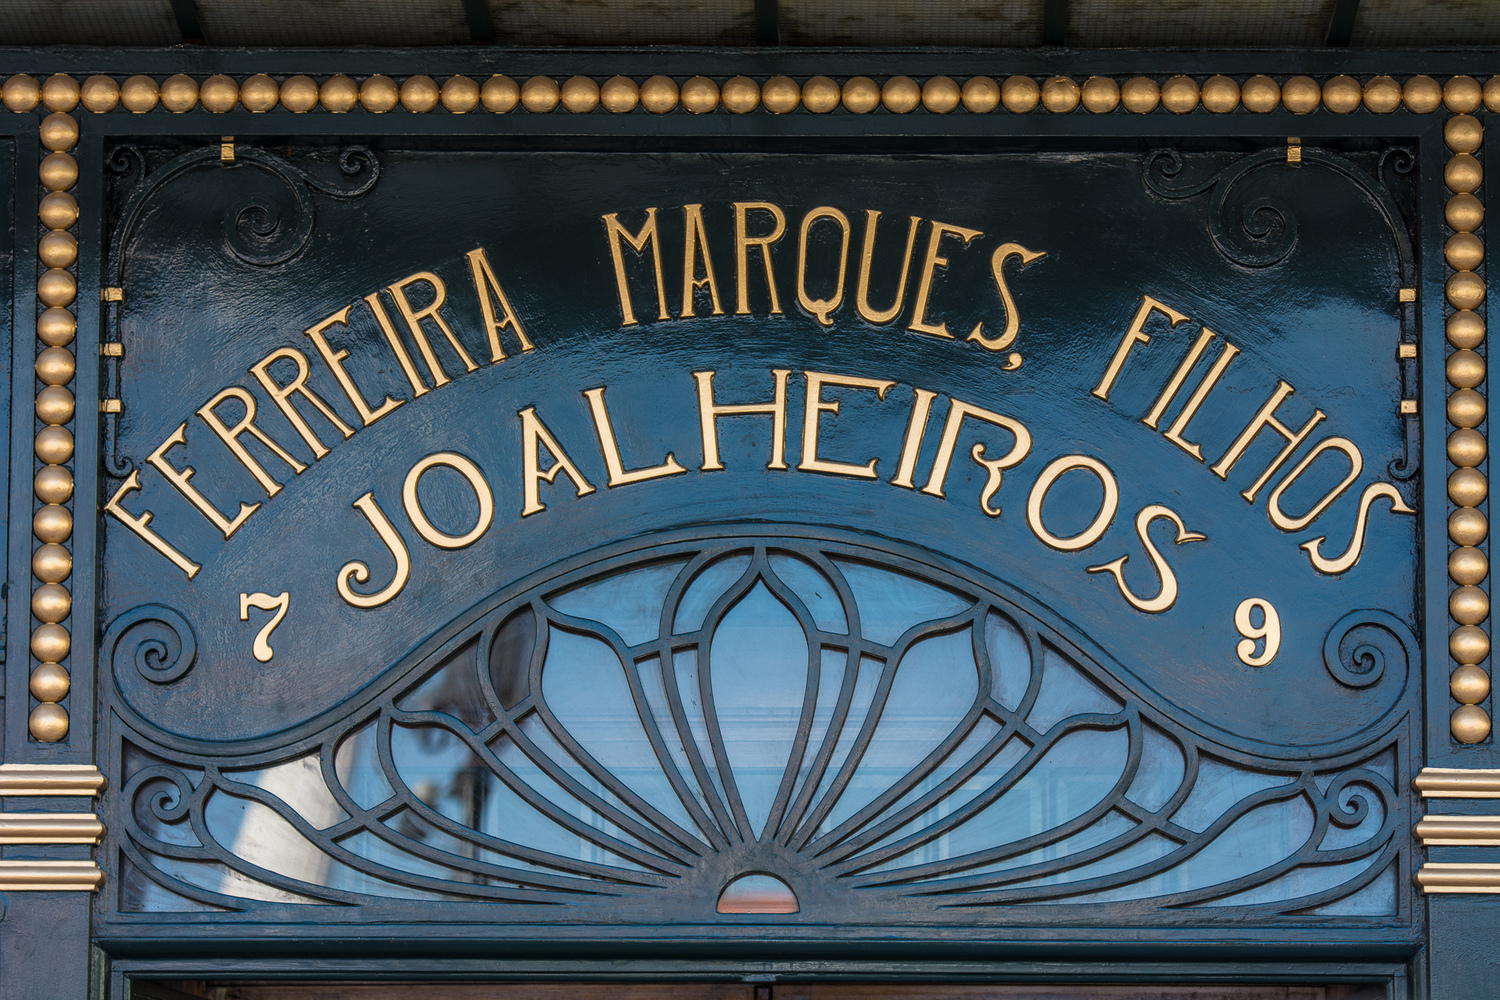 FERREIRA MARQUES, FILHOS
JOALHEIROS
7 9